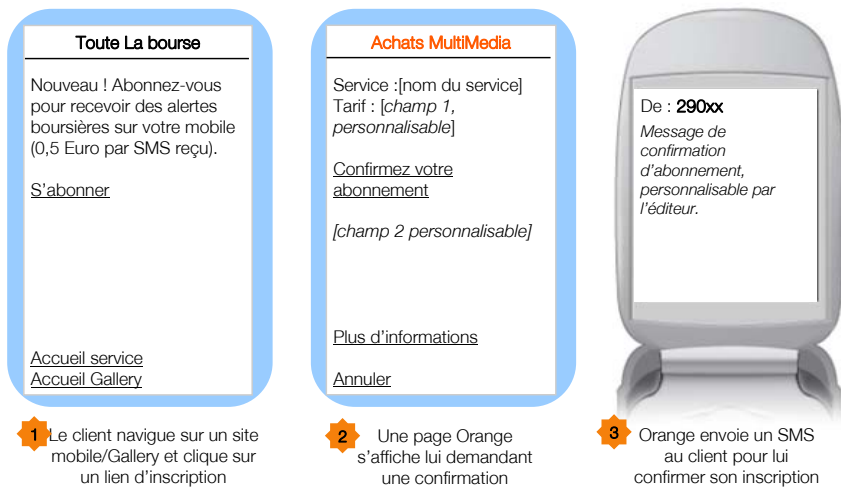 Toute La bourse
Nouveau ! Abonnez-vous
pour recevoir des alertes
boursières sur votre mobile
(0,5 Euro par SMS reçu).
S'abonner
Accueil service
Accueil Gallery
1 Le client navigue sur un site
mobile/Gallery et clique sur
un lien d'inscription
Achats MultiMedia
Service :[nom du service]
Tarif : [champ 1,
personnalisable]
Confirmez votre
abonnement
[champ 2 personnalisable]
Plus d'informations
Annuler
2 Une page Orange
s'affiche lui demandant
une confirmation
De : 290xx
Message de
confirmation
d'abonnement,
personnalisable par
l'éditeur.
3 Orange envoie un SMS
au client pour lui
confirmer son inscription